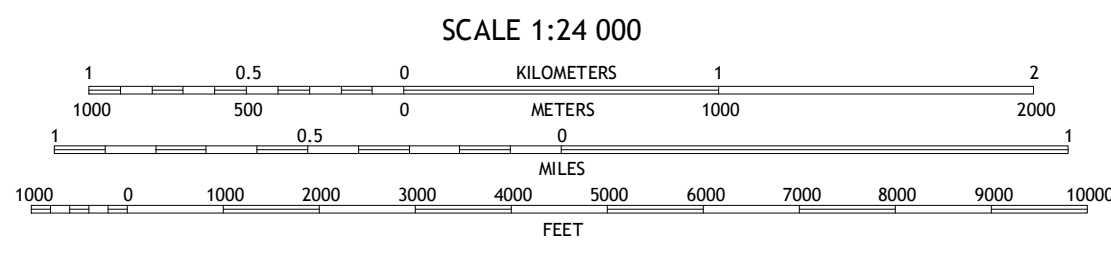 SCALE 1:24 000
1 0.5 0 KILOMETERS 1 2
1000 500 0 METERS 1000 2000
1 0.5 0 1
MILES
1000 0 1000 2000 3000 4000 5000 6000 7000 8000 9000 10000
FEET